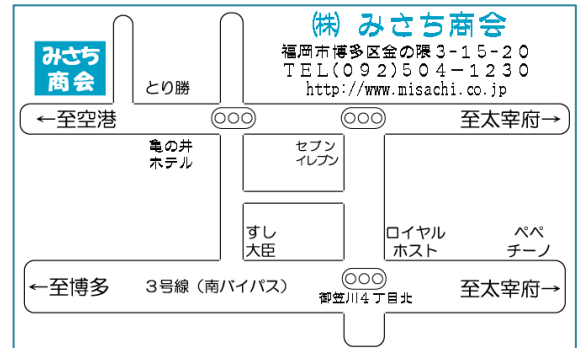 ㈱ みさち商会
福岡市博多区金の隈3-15-20
TEL(092)504-1230
http://www.misachi.co.jp
みさち
商会
とり勝
←至空港
至太宰府→
亀の井
ホテル
セブン
イレブン
すし
大臣
ロイヤル
ホスト
ペペ
チーノ
←至博多
3号線(南バイパス)
御笠川4丁目北
至太宰府→